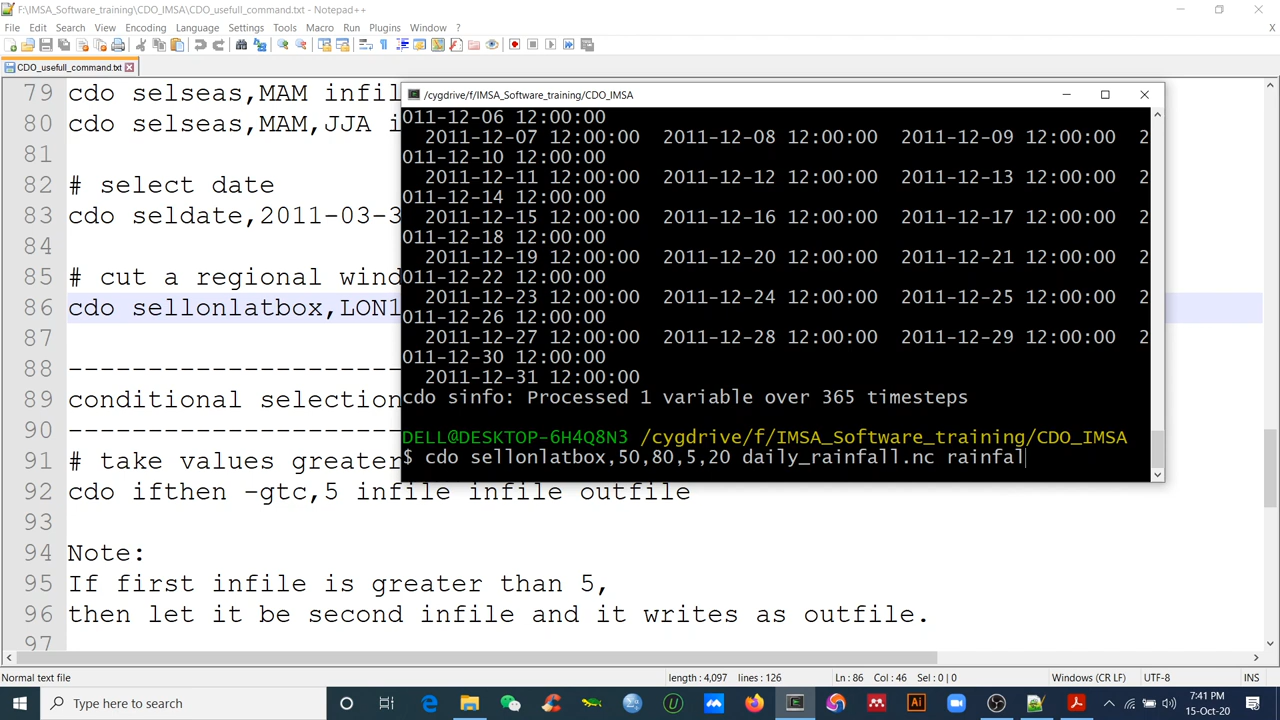 F:\IMSA_Software_training\CDO_IMSA\CDO_usefull_command.txt - Notepad++
File Edit Search View Encoding Language Settings Tools Macro Run Plugins Window ?
X
CDO_usefull_command.txt
79 cdo selseas,MAM infil
80 cdo selseas,MAM,JJA i
81
82 # select date
83 cdo seldate,2011-03-3
84
85 # cut a regional wind
86 cdo sellonlatbox,LON1
87
88 ---------------------
89 conditional selection
90 ---------------------
91 # take values greater
92 cdo ifthen -gtc,5 infile infile outfile
93
94 Note:
95 If first infile is greater than 5,
96 then let it be second infile and it writes as outfile.
97
/cygdrive/f/IMSA_Software_training/CDO_IMSA
011-12-06 12:00:00
2011-12-07 12:00:00 2011-12-08 12:00:00 2011-12-09 12:00:00 2
011-12-10 12:00:00
2011-12-11 12:00:00 2011-12-12 12:00:00 2011-12-13 12:00:00 2
011-12-14 12:00:00
2011-12-15 12:00:00 2011-12-16 12:00:00 2011-12-17 12:00:00 2
011-12-18 12:00:00
2011-12-19 12:00:00 2011-12-20 12:00:00 2011-12-21 12:00:00 2
011-12-22 12:00:00
2011-12-23 12:00:00 2011-12-24 12:00:00 2011-12-25 12:00:00 2
011-12-26 12:00:00
2011-12-27 12:00:00 2011-12-28 12:00:00 2011-12-29 12:00:00 2
011-12-30 12:00:00
2011-12-31 12:00:00
cdo sinfo: Processed 1 variable over 365 timesteps
DELL@DESKTOP-6H4Q8N3 /cygdrive/f/IMSA_Software_training/CDO_IMSA
$ cdo sellonlatbox,50,80,5,20 daily_rainfall.nc rainfal
Normal text file length : 4,097 lines : 126 Ln : 86 Col : 46 Sel : 0 | 0 Windows (CR LF) UTF-8 INS
Type here to search
7:41 PM
15-Oct-20